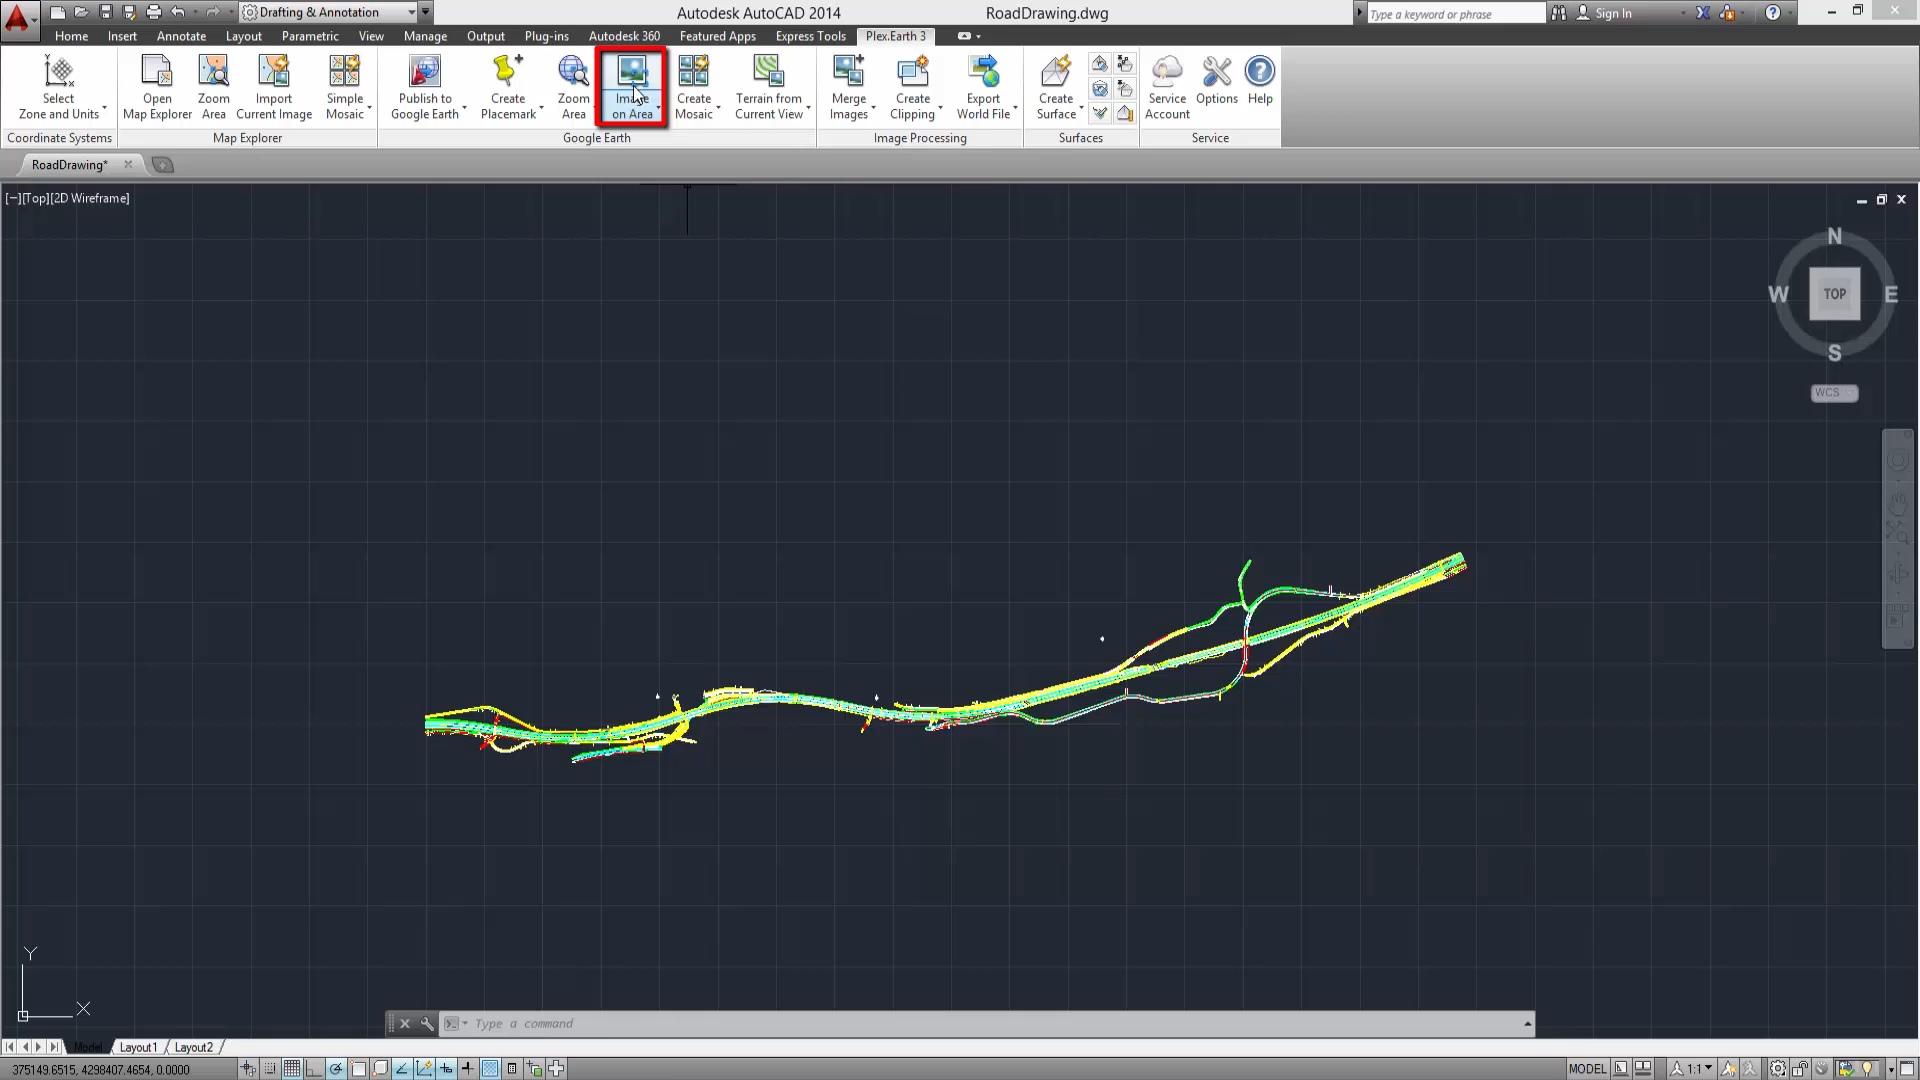 Drafting & Annotation
Autodesk AutoCAD 2014
RoadDrawing.dwg
Type a keyword or phrase
Sign In
Home
Insert
Annotate
Layout
Parametric
View
Manage
Output
Plug-ins
Autodesk 360
Featured Apps
Express Tools
Plex.Earth 3
Select
Zone and Units
Open
Map Explorer
Zoom
Area
Import
Current Image
Simple
Mosaic
Publish to
Google Earth
Create
Placemark
Zoom
Area
Image
on Area
Create
Mosaic
Terrain from
Current View
Merge
Images
Create
Clipping
Export
World File
Create
Surface
Service
Account
Options
Help
Coordinate Systems
Map Explorer
Google Earth
Image Processing
Surfaces
Service
RoadDrawing*
[−][Top][2D Wireframe]
N
W
TOP
E
S
WCS
Y
X
Type a command
Model
Layout1
Layout2
375149.6515, 4298407.4654, 0.0000
MODEL
1:1